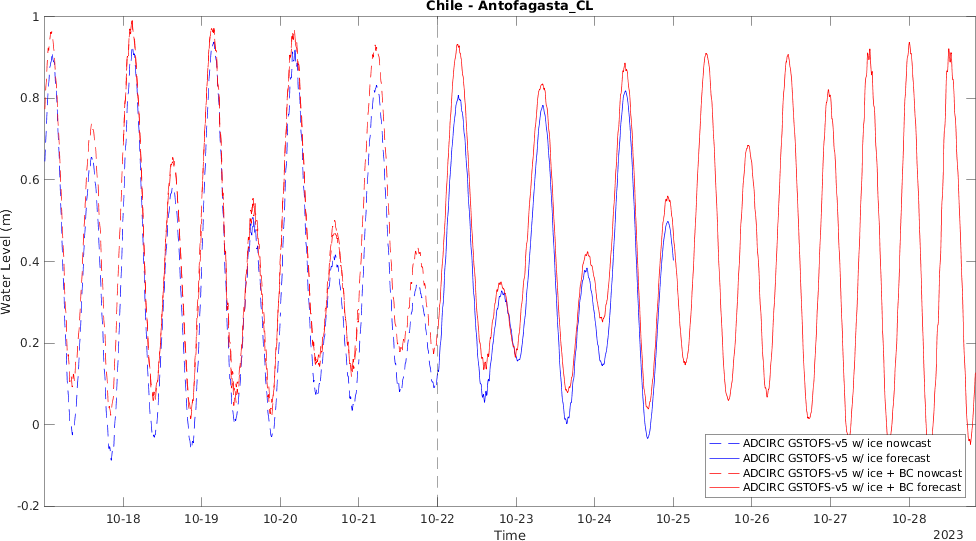 Chile - Antofagasta_CL
1
0.8
0.6
0.4
0.2
0
-0.2
Water Level (m)
ADCIRC GSTOFS-v5 w/ ice nowcast
ADCIRC GSTOFS-v5 w/ ice forecast
ADCIRC GSTOFS-v5 w/ ice + BC nowcast
ADCIRC GSTOFS-v5 w/ ice + BC forecast
10-18 10-19 10-20 10-21 10-22 10-23 10-24 10-25 10-26 10-27 10-28
Time
2023